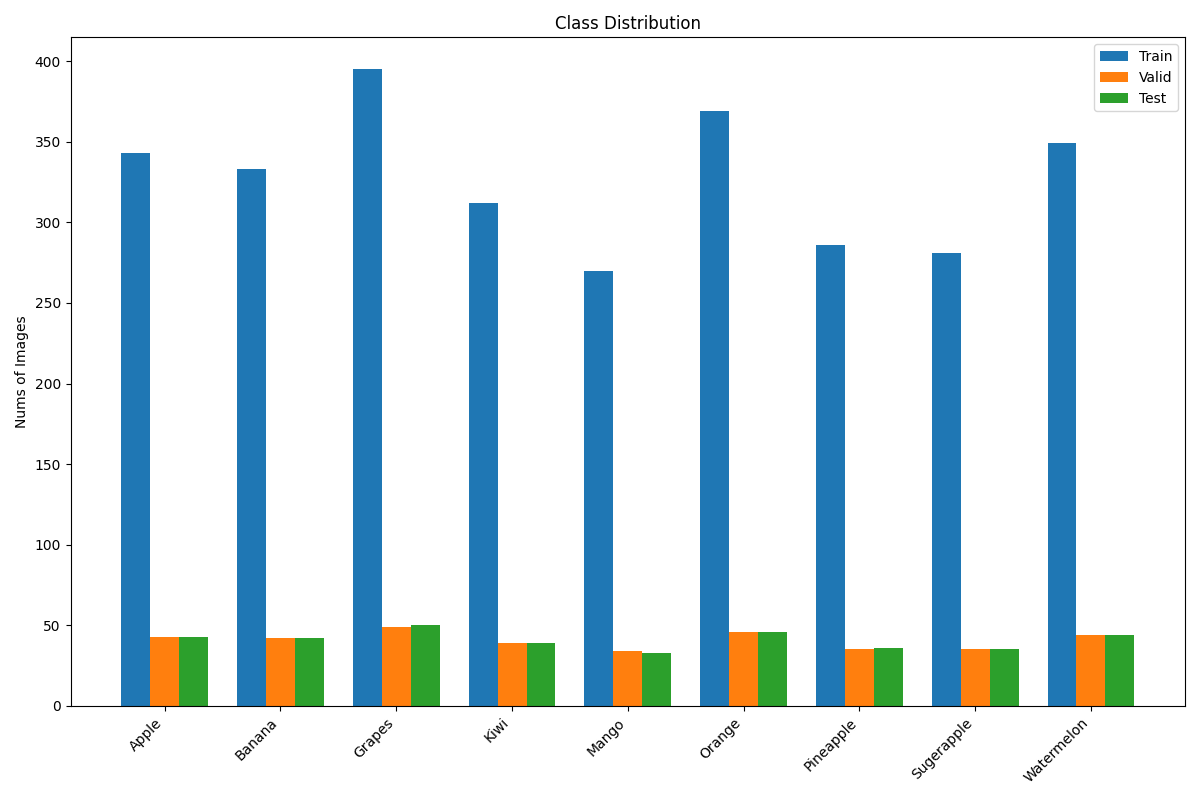 Class Distribution
Train
Valid
Test
Nums of Images
400
350
300
250
200
150
100
50
0
Apple
Banana
Grapes
Kiwi
Mango
Orange
Pineapple
Sugerapple
Watermelon